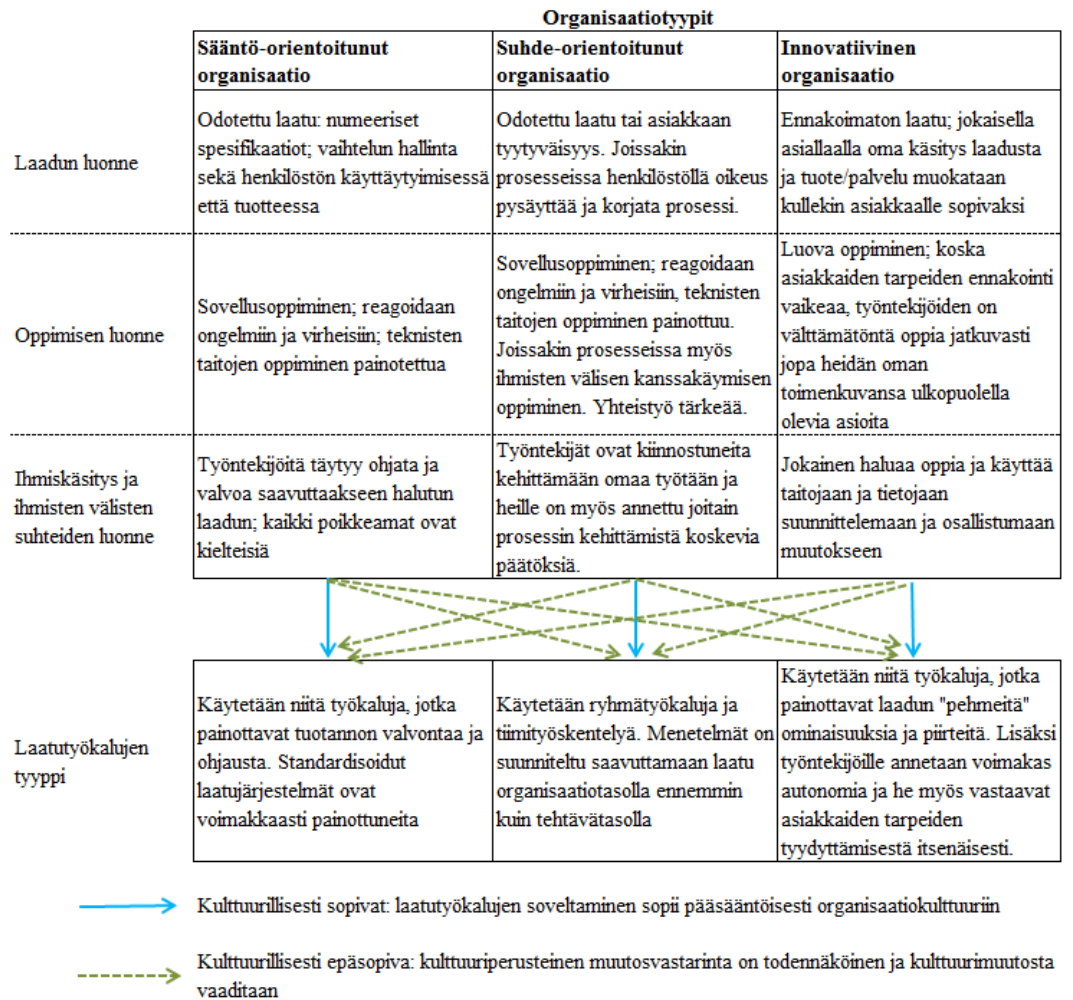 Organisaatiotyypit
Sääntö-orientoitunut
organisaatio
Suhde-orientoitunut
organisaatio
Innovatiivinen
organisaatio
Laadun luonne
Odotettu laatu: numeeriset
spesifikaatiot; vaihtelun hallinta
sekä henkilöstön käyttäytyimisessä
että tuotteessa
Odotettu laatu tai asiakkaan
tyytyväisyys. Joissakin
prosesseissa henkilöstöllä oikeus
pysäyttää ja korjata prosessi.
Ennakoimaton laatu; jokaisella
asiallaalla oma käsitys laadusta
ja tuote/palvelu muokataan
kullekin asiakkaalle sopivaksi
Oppimisen luonne
Sovellusoppiminen; reagoidaan
ongelmiin ja virheisiin; teknisten
taitojen oppiminen painotettua
Sovellusoppiminen; reagoidaan
ongelmiin ja virheisiin, teknisten
taitojen oppiminen painottuu.
Joissakin prosesseissa myös
ihmisten välisen kanssakäymisen
oppiminen. Yhteistyö tärkeää.
Luova oppiminen; koska
asiakkaiden tarpeiden ennakointi
vaikeaa, työntekijöiden on
välttämätöntä oppia jatkuvasti
jopa heidän oman
toimenkuvansa ulkopuolella
olevia asioita
Ihmiskäsitys ja
ihmisten välisten
suhteiden luonne
Työntekijöitä täytyy ohjata ja
valvoa saavuttaakseen halutun
laadun; kaikki poikkeamat ovat
kielteisiä
Työntekijät ovat kiinnostuneita
kehittämään omaa työtään ja
heille on myös annettu joitain
prosessin kehittämistä koskevia
päätöksiä.
Jokainen haluaa oppia ja käyttää
taitojaan ja tietojaan
suunnittelemaan ja osallistumaan
muutokseen
Laatutyökalujen
tyyppi
Käytetään niitä työkaluja, jotka
painottavat tuotannon valvontaa ja
ohjausta. Standardisoidut
laatujärjestelmät ovat
voimakkaasti painottuneita
Käytetään ryhmätyökaluja ja
tiimityöskentelyä. Menetelmät on
suunniteltu saavuttamaan laatu
organisaatiotasolla ennemmin
kuin tehtävätasolla
Käytetään niitä työkaluja, jotka
painottavat laadun "pehmeitä"
ominaisuuksia ja piirteitä. Lisäksi
työntekijöille annetaan voimakas
autonomia ja he myös vastaavat
asiakkaiden tarpeiden
tyydyttämisestä itsenäisesti.
Kulttuurillisesti sopivat: laatutyökalujen soveltaminen sopii pääsääntöisesti organisaatiokulttuuriin
Kulttuurillisesti epäsopiva: kulttuuriperusteinen muutosvastarinta on todennäköinen ja kulttuurimuutosta
vaaditaan